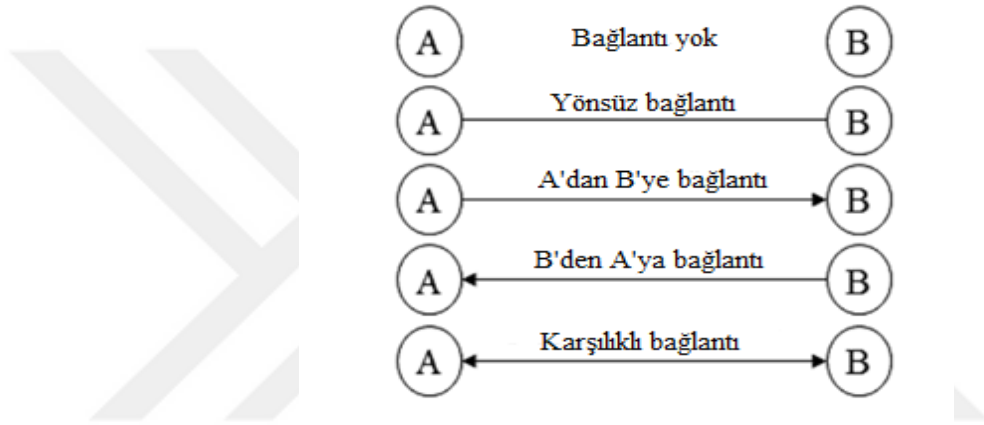 A Bağlantı yok B
A Yönsüz bağlantı B
A A'dan B'ye bağlantı B
A B'den A'ya bağlantı B
A Karşılıklı bağlantı B